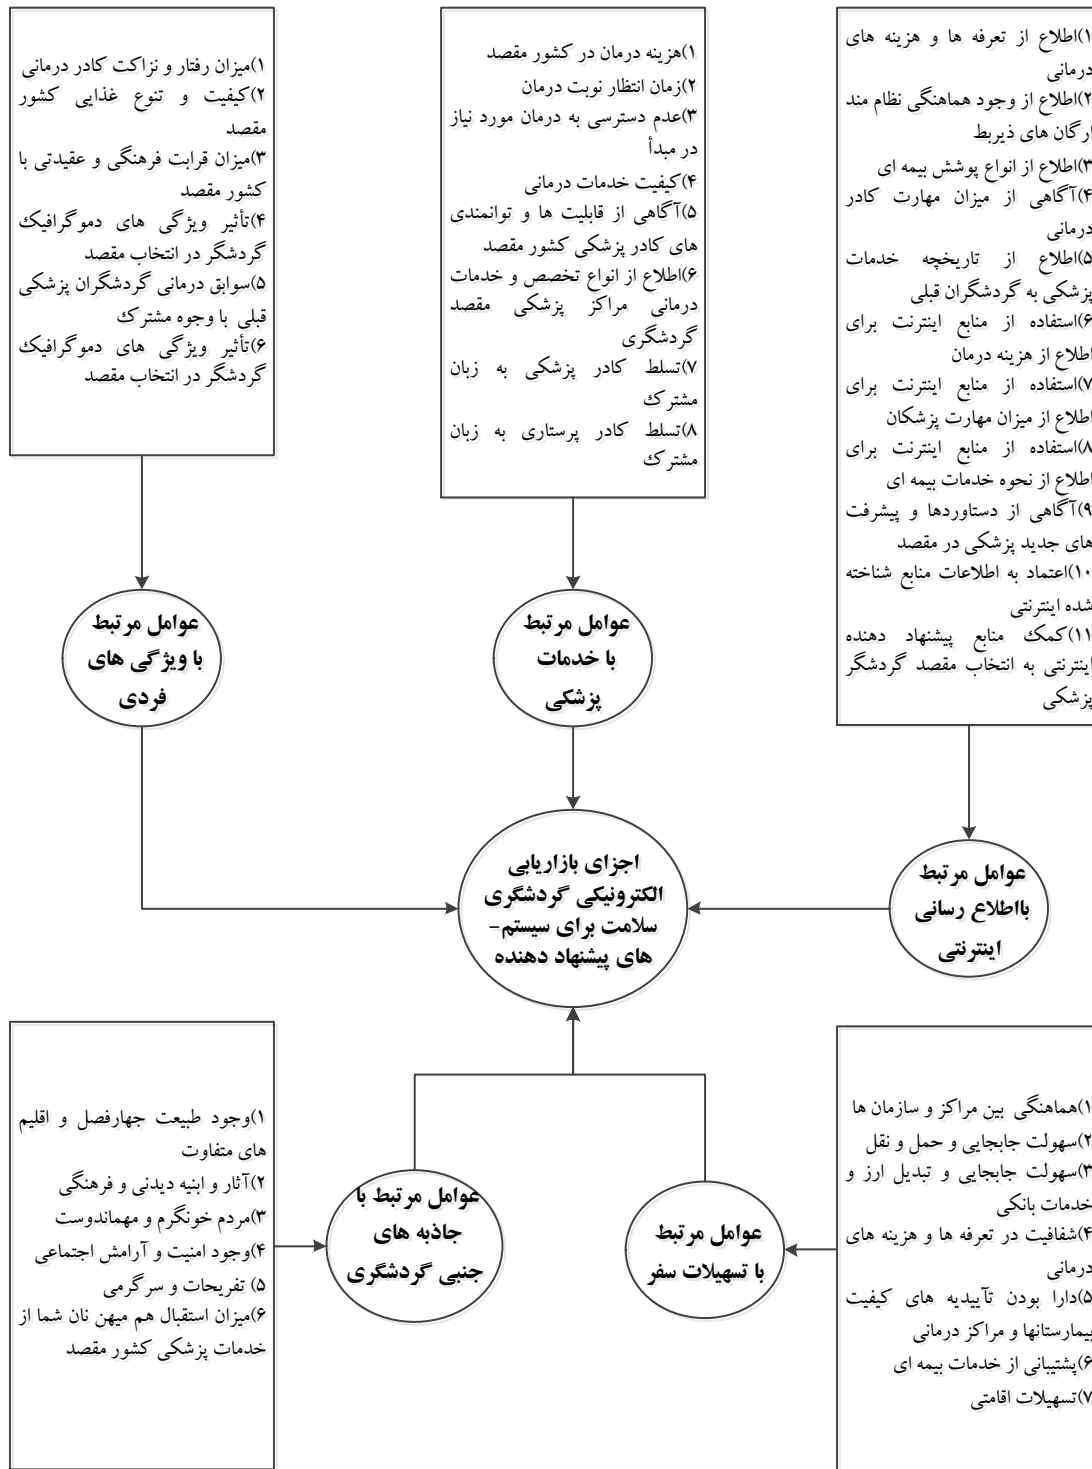 ۱)اطلاع از تعرفه ها و هزینه های
درمانی
۲)اطلاع از وجود هماهنگی نظام مند
ارگان های ذیربط
۳)اطلاع از انواع پوشش بیمه ای
۴)آگاهی از میزان مهارت کادر
درمانی
۵)اطلاع از تاریخچه خدمات
پزشکی به گردشگران قبلی
۶)استفاده از منابع اینترنت برای
اطلاع از هزینه درمان
۷)استفاده از منابع اینترنت برای
اطلاع از میزان مهارت پزشکان
۸)استفاده از منابع اینترنت برای
اطلاع از نحوه خدمات بیمه ای
۹)آگاهی از دستاوردها و پیشرفت
های جدید پزشکی در مقصد
۱۰)اعتماد به اطلاعات منابع شناخته
شده اینترنتی
۱۱)کمک منابع پیشنهاد دهنده
اینترنتی به انتخاب مقصد گردشگر
پزشکی
۱)هزینه درمان در کشور مقصد
۲)زمان انتظار نوبت درمان
۳)عدم دسترسی به درمان مورد نیاز
در مبدأ
۴)کیفیت خدمات درمانی
۵)آگاهی از قابلیت ها و توانمندی
های کادر پزشکی کشور مقصد
۶)اطلاع از انواع تخصص و خدمات
درمانی مراکز پزشکی مقصد
گردشگری
۷)تسلط کادر پزشکی به زبان
مشترک
۸)تسلط کادر پرستاری به زبان
مشترک
۱)میزان رفتار و نزاکت کادر درمانی
۲)کیفیت و تنوع غذایی کشور
مقصد
۳)میزان قرابت فرهنگی و عقیدتی با
کشور مقصد
۴)تأثیر ویژگی های دموگرافیک
گردشگر در انتخاب مقصد
۵)سوابق درمانی گردشگران پزشکی
قبلی با وجوه مشترک
۶)تأثیر ویژگی های دموگرافیک
گردشگر در انتخاب مقصد
عوامل مرتبط
با خدمات
پزشکی
عوامل مرتبط
با ویژگی های
فردی
عوامل مرتبط
بااطلاع رسانی
اینترنتی
اجزای بازاریابی
الکترونیکی گردشگری
سلامت برای سیستم-
های پیشنهاد دهنده
۱)هماهنگی بین مراکز و سازمان ها
۲)سهولت جابجایی و حمل و نقل
۳)سهولت جابجایی و تبدیل ارز و
خدمات بانکی
۴)شفافیت در تعرفه ها و هزینه های
درمانی
۵)دارا بودن تآییدیه های کیفیت
بیمارستانها و مراکز درمانی
۶)پشتیبانی از خدمات بیمه ای
۷)تسهیلات اقامتی
عوامل مرتبط
با تسهیلات سفر
عوامل مرتبط با
جاذبه های
جنبی گردشگری
۱)وجود طبیعت جهارفصل و اقلیم
های متفاوت
۲)آثار و ابنیه دیدنی و فرهنگی
۳)مردم خونگرم و مهماندوست
۴)وجود امنیت و آرامش اجتماعی
۵) تفریحات و سرگرمی
۶)میزان استقبال هم میهن نان شما از
خدمات پزشکی کشور مقصد